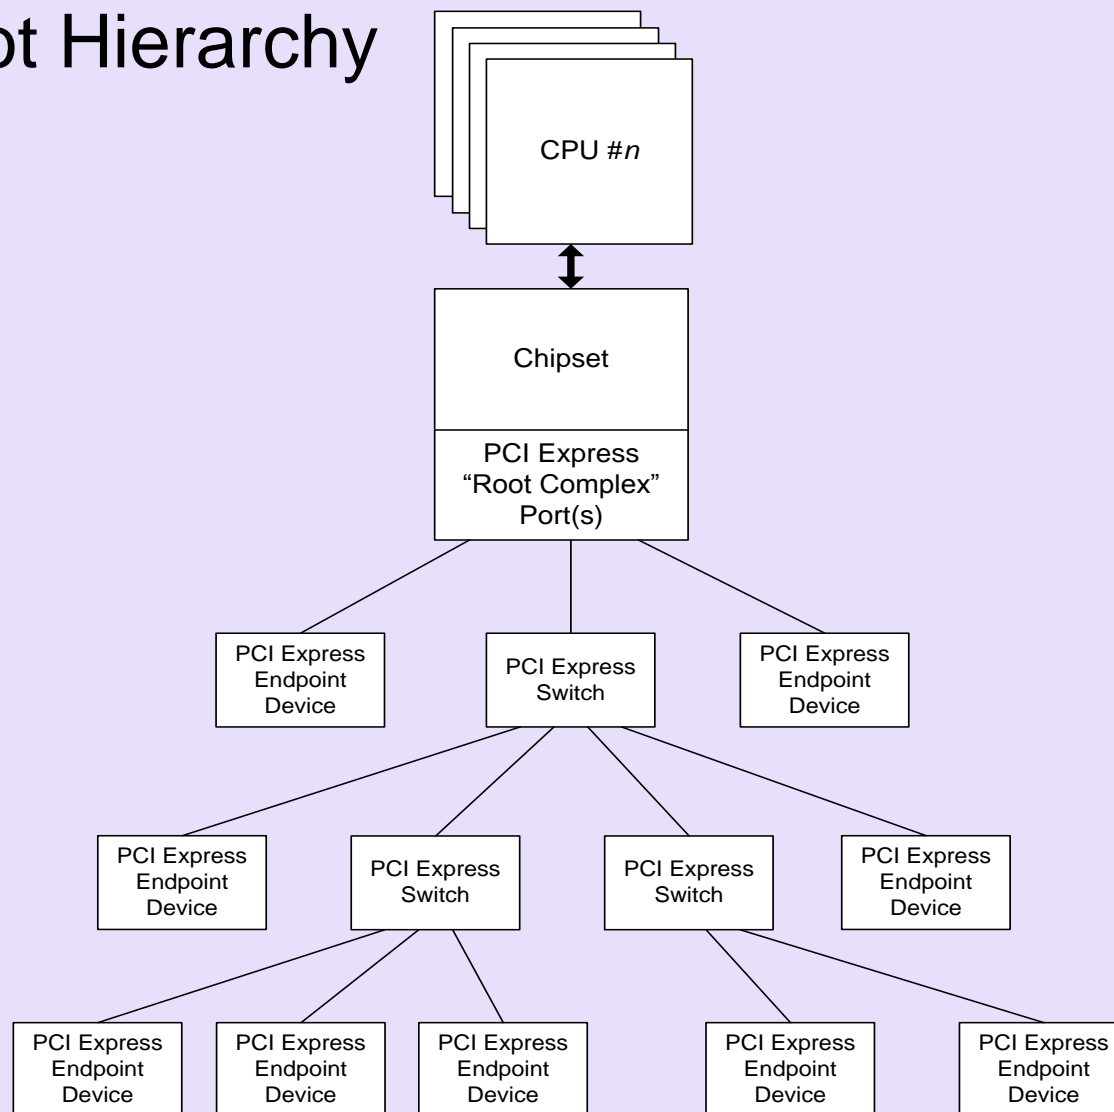 ot Hierarchy
CPU #n
Chipset
PCI Express
“Root Complex”
Port(s)
PCI Express
Endpoint
Device
PCI Express
Switch
PCI Express
Endpoint
Device
PCI Express
Endpoint
Device
PCI Express
Switch
PCI Express
Switch
PCI Express
Endpoint
Device
PCI Express
Endpoint
Device
PCI Express
Endpoint
Device
PCI Express
Endpoint
Device
PCI Express
Endpoint
Device
PCI Express
Endpoint
Device